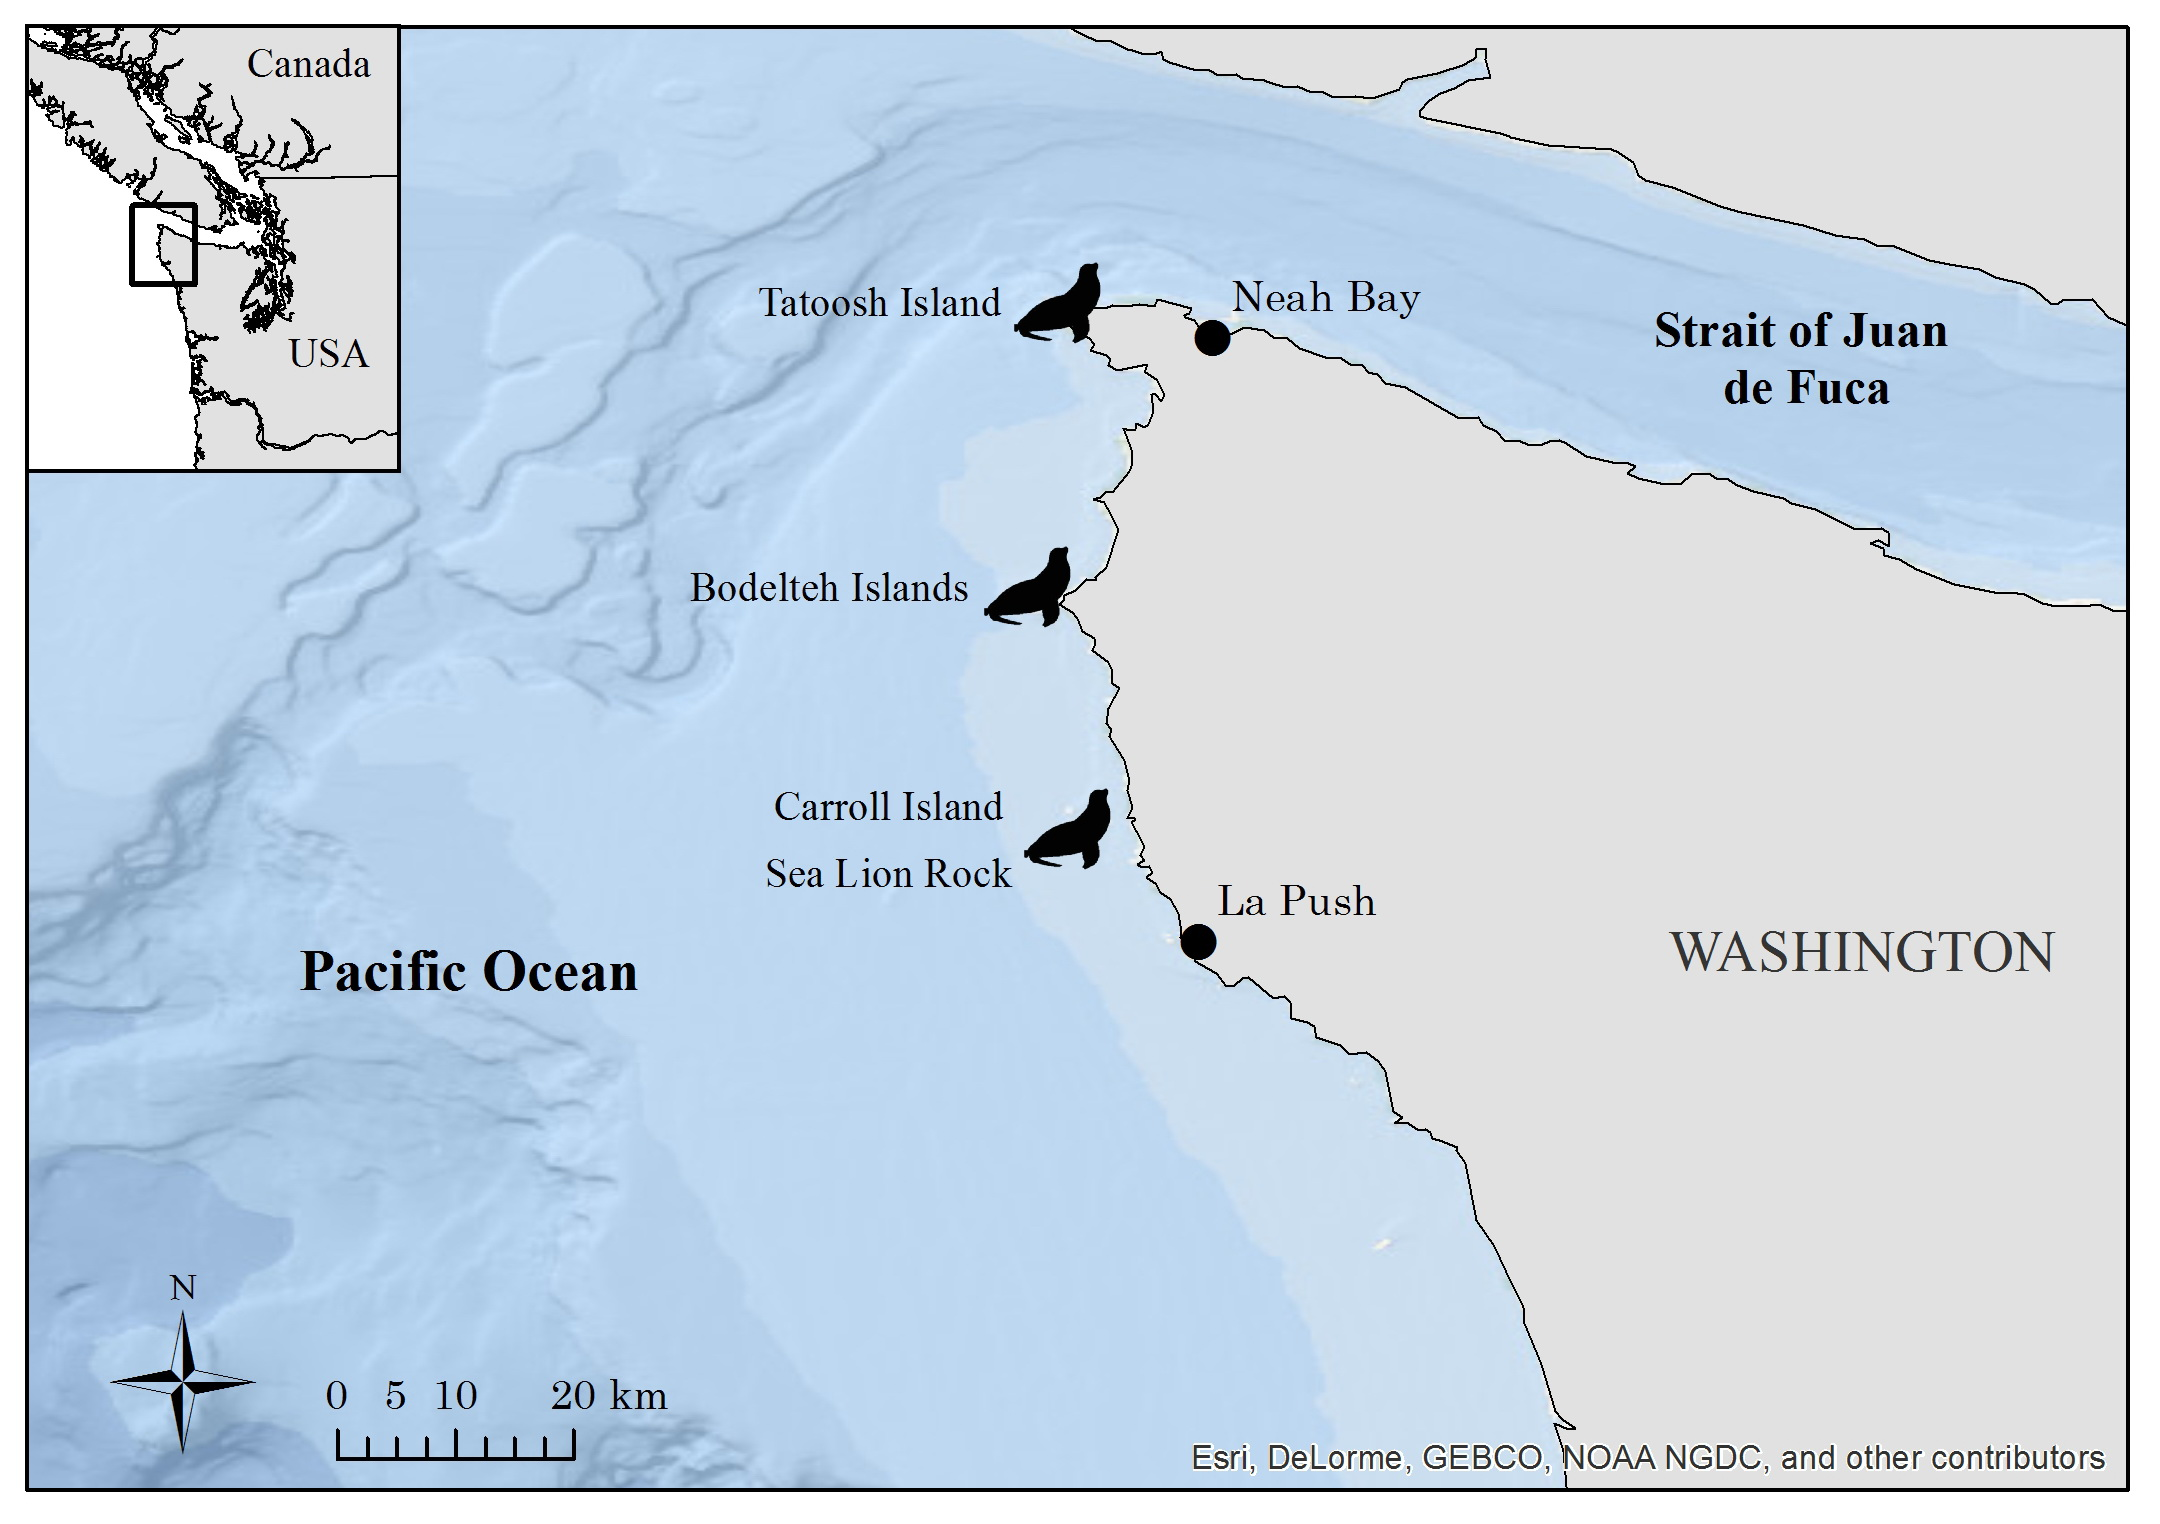 Canada
USA
Tatoosh Island
Neah Bay
Strait of Juan
de Fuca
Bodelteh Islands
Carroll Island
Sea Lion Rock
La Push
Pacific Ocean
WASHINGTON
N
0 5 10 20 km
Esri, DeLorme, GEBCO, NOAA NGDC, and other contributors